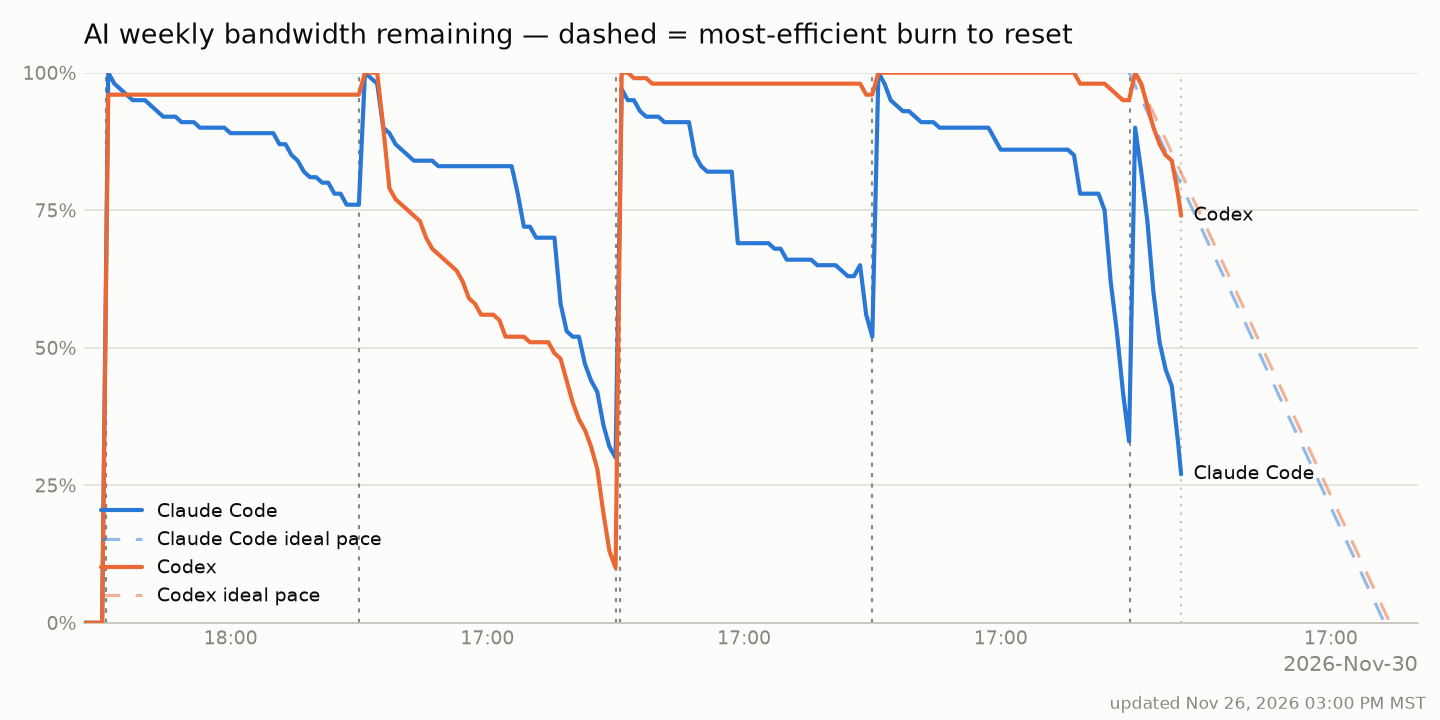 AI weekly bandwidth remaining — dashed = most-efficient burn to reset
100%
75%
50%
25%
0%
Codex
Claude Code
Claude Code
Claude Code ideal pace
Codex
Codex ideal pace
18:00 17:00 17:00 17:00 17:00
2026-Nov-30
updated Nov 26, 2026 03:00 PM MST